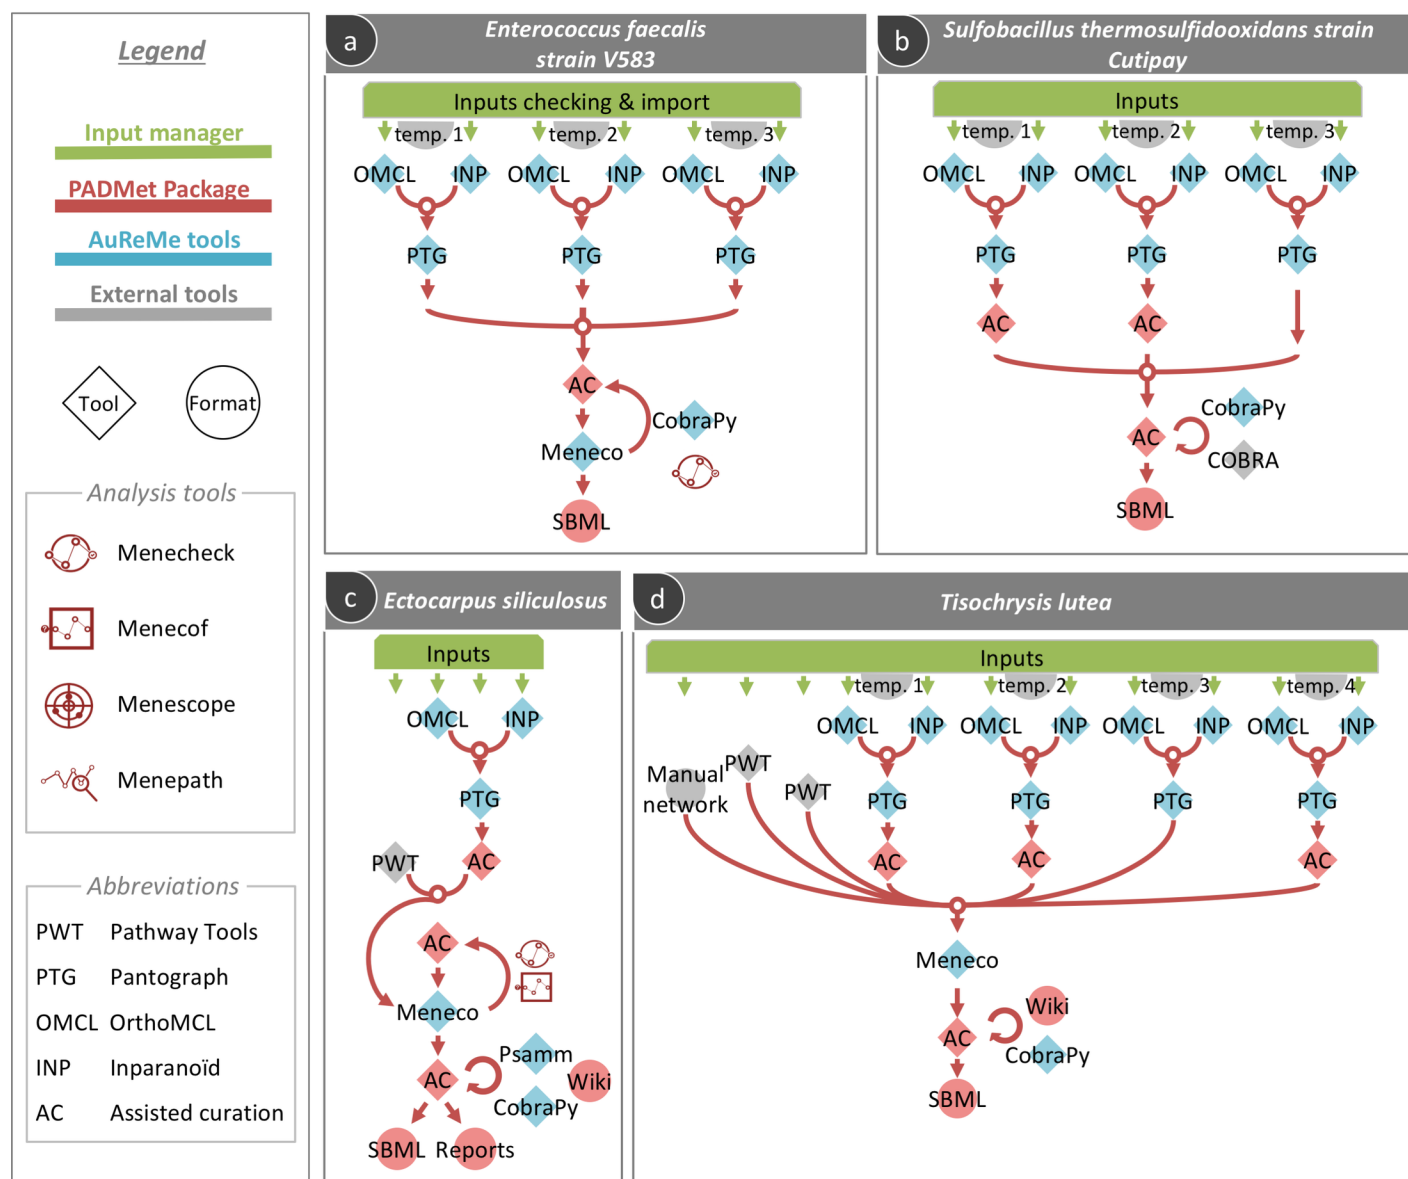 Legend
Input manager
PADMet Package
AuReMe tools
External tools
Tool
Format
Analysis tools
Menecheck
Menecof
Menescope
Menepath
Abbreviations
PWT Pathway Tools
PTG Pantograph
OMCL OrthoMCL
INP Inparanoïd
AC Assisted curation
a
Enterococcus faecalis
strain V583
Inputs checking & import
temp. 1 temp. 2 temp. 3
OMCL INP OMCL INP OMCL INP
PTG PTG PTG
AC
CobraPy
Meneco
SBML
b
Sulfobacillus thermosulfidooxidans strain
Cutipay
Inputs
temp. 1 temp. 2 temp. 3
OMCL INP OMCL INP OMCL INP
PTG PTG PTG
AC AC
CobraPy
AC
COBRA
SBML
c
Ectocarpus siliculosus
Inputs
OMCL INP
PTG
PWT AC
AC
Meneco
Psamm
AC Wiki
CobraPy
SBML Reports
d
Tisochrysis lutea
Inputs
temp. 1 temp. 2 temp. 3 temp. 4
OMCL INP OMCL INP OMCL INP OMCL INP
Manual
network
PWT
PWT
PTG PTG PTG PTG
AC AC AC
Meneco
Wiki
AC
CobraPy
SBML